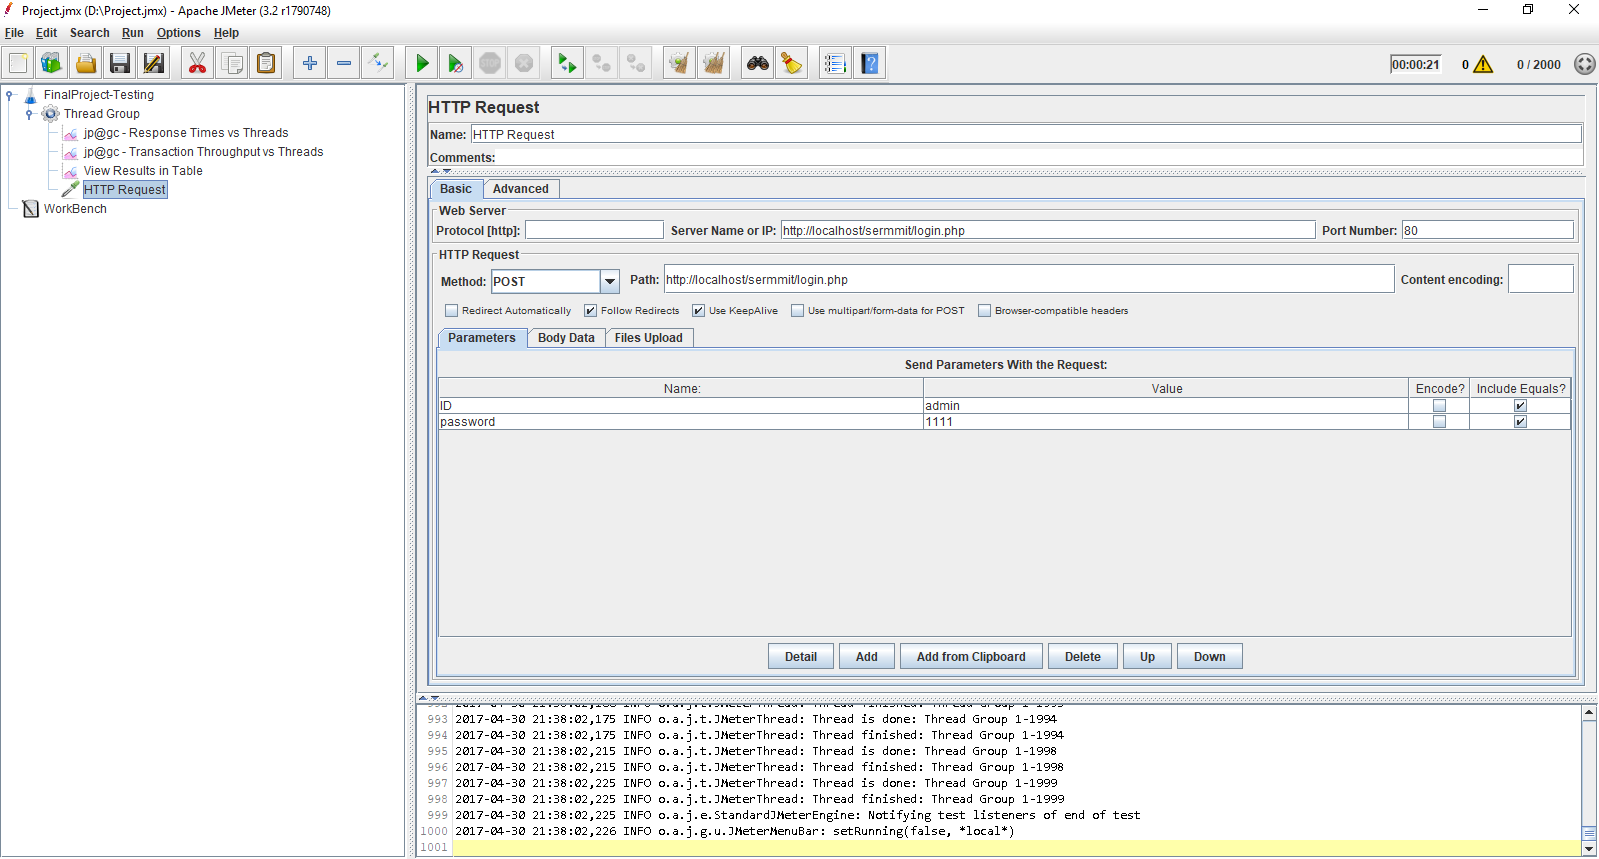 Project.jmx (D:\Project.jmx) - Apache JMeter (3.2 r1790748)
File Edit Search Run Options Help
00:00:21 0 0 / 2000
FinalProject-Testing
Thread Group
jp@gc - Response Times vs Threads
jp@gc - Transaction Throughput vs Threads
View Results in Table
HTTP Request
WorkBench
HTTP Request
Name: HTTP Request
Comments:
Basic Advanced
Web Server
Protocol [http]: Server Name or IP: http://localhost/sermmit/login.php Port Number: 80
HTTP Request
Method: POST Path: http://localhost/sermmit/login.php Content encoding:
Redirect Automatically Follow Redirects Use KeepAlive Use multipart/form-data for POST Browser-compatible headers
Parameters Body Data Files Upload
Send Parameters With the Request:
Name: Value Encode? Include Equals?
ID admin
password 1111
Detail Add Add from Clipboard Delete Up Down
993 2017-04-30 21:38:02,175 INFO o.a.j.t.JMeterThread: Thread is done: Thread Group 1-1994
994 2017-04-30 21:38:02,175 INFO o.a.j.t.JMeterThread: Thread finished: Thread Group 1-1994
995 2017-04-30 21:38:02,215 INFO o.a.j.t.JMeterThread: Thread is done: Thread Group 1-1998
996 2017-04-30 21:38:02,215 INFO o.a.j.t.JMeterThread: Thread finished: Thread Group 1-1998
997 2017-04-30 21:38:02,225 INFO o.a.j.t.JMeterThread: Thread is done: Thread Group 1-1999
998 2017-04-30 21:38:02,225 INFO o.a.j.t.JMeterThread: Thread finished: Thread Group 1-1999
999 2017-04-30 21:38:02,225 INFO o.a.j.e.StandardJMeterEngine: Notifying test listeners of end of test
1000 2017-04-30 21:38:02,226 INFO o.a.j.g.u.JMeterMenuBar: setRunning(false, *local*)
1001